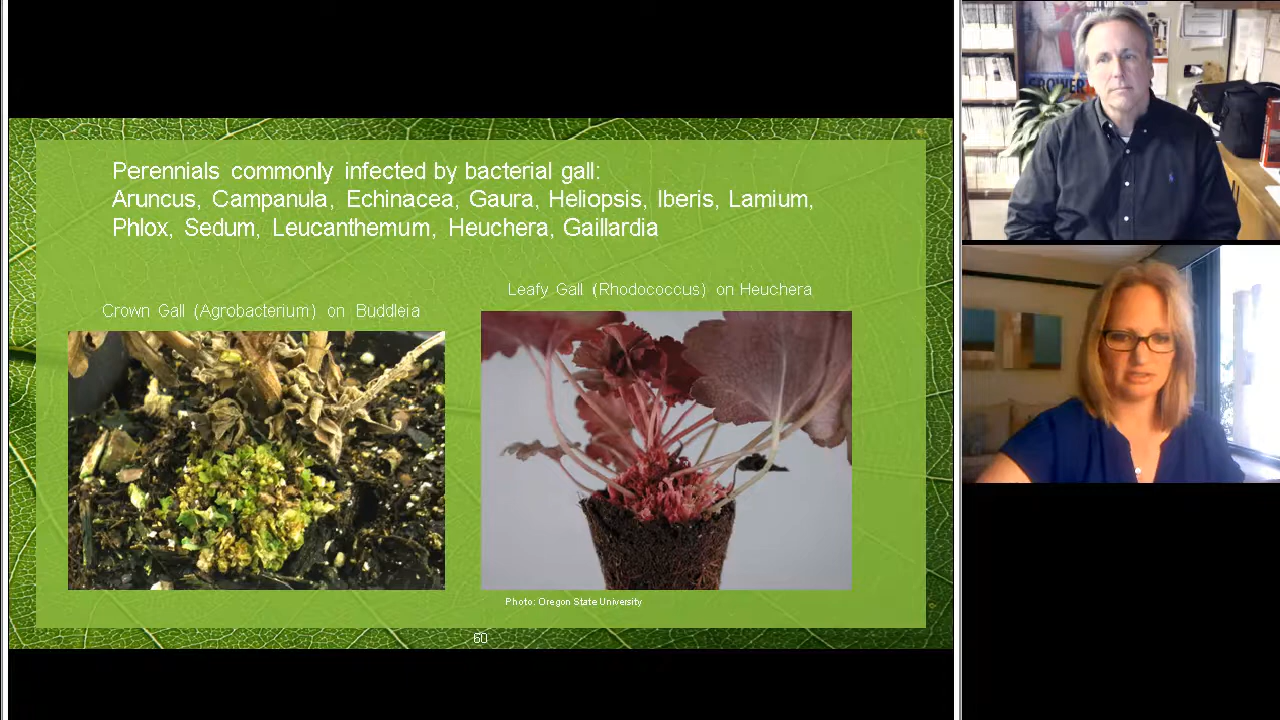 Perennials commonly infected by bacterial gall:
Aruncus, Campanula, Echinacea, Gaura, Heliopsis, Iberis, Lamium,
Phlox, Sedum, Leucanthemum, Heuchera, Gaillardia
Leafy Gall (Rhodococcus) on Heuchera
Crown Gall (Agrobacterium) on Buddleia
Photo: Oregon State University
60
GROWER